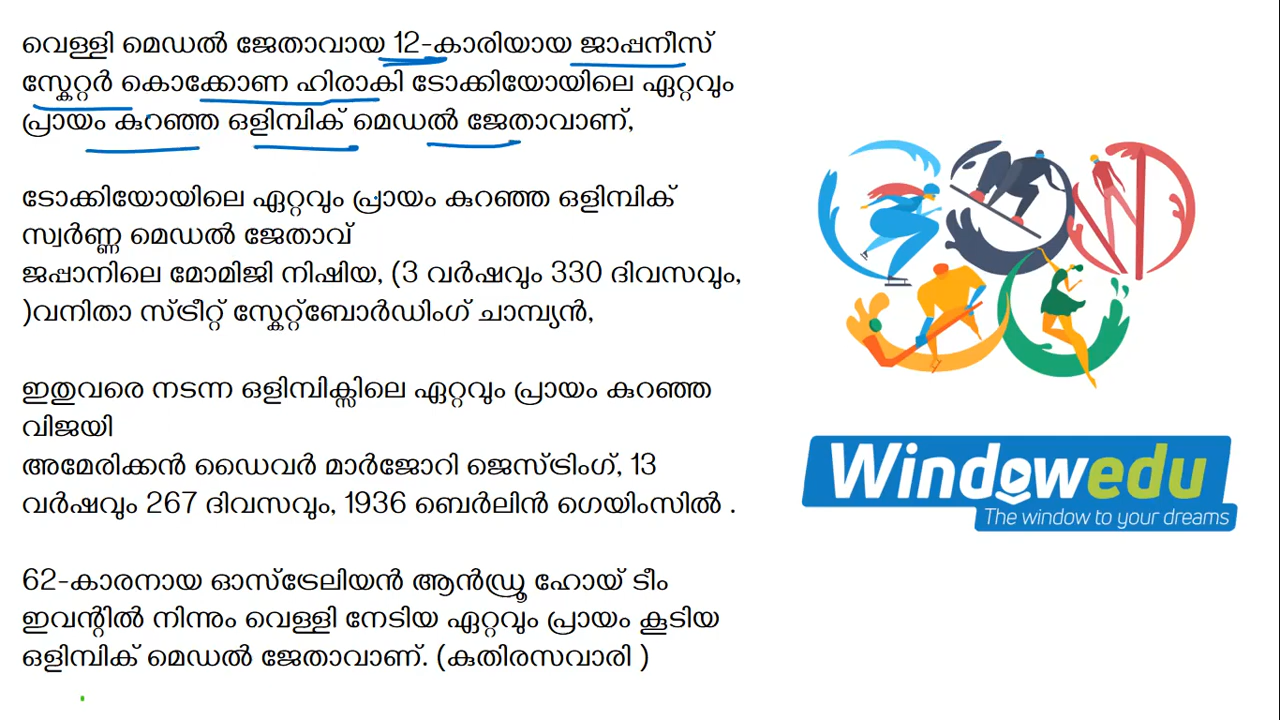 വെള്ളി മെഡൽ ജേതാവായ 12-കാരിയായ ജാപ്പനീസ്
സ്കേറ്റർ കൊക്കോണ ഹിരാകി ടോക്കിയോയിലെ ഏറ്റവും
പ്രായം കുറഞ്ഞ ഒളിമ്പിക് മെഡൽ ജേതാവാണ്,
ടോക്കിയോയിലെ ഏറ്റവും പ്രായം കുറഞ്ഞ ഒളിമ്പിക്
സ്വർണ്ണ മെഡൽ ജേതാവ്
ജപ്പാനിലെ മോമിജി നിഷിയ, (3 വർഷവും 330 ദിവസവും,
)വനിതാ സ്ട്രീറ്റ് സ്കേറ്റ്ബോർഡിംഗ് ചാമ്പ്യൻ,
ഇതുവരെ നടന്ന ഒളിമ്പിക്സിലെ ഏറ്റവും പ്രായം കുറഞ്ഞ
വിജയി
അമേരിക്കൻ ഡൈവർ മാർജോറി ജെസ്ട്രിംഗ്, 13
വർഷവും 267 ദിവസവും, 1936 ബെർലിൻ ഗെയിംസിൽ .
62-കാരനായ ഓസ്ട്രേലിയൻ ആൻഡ്രൂ ഹോയ് ടീം
ഇവന്റിൽ നിന്നും വെള്ളി നേടിയ ഏറ്റവും പ്രായം കൂടിയ
ഒളിമ്പിക് മെഡൽ ജേതാവാണ്. (കുതിരസവാരി )
Windowedu
The window to your dreams